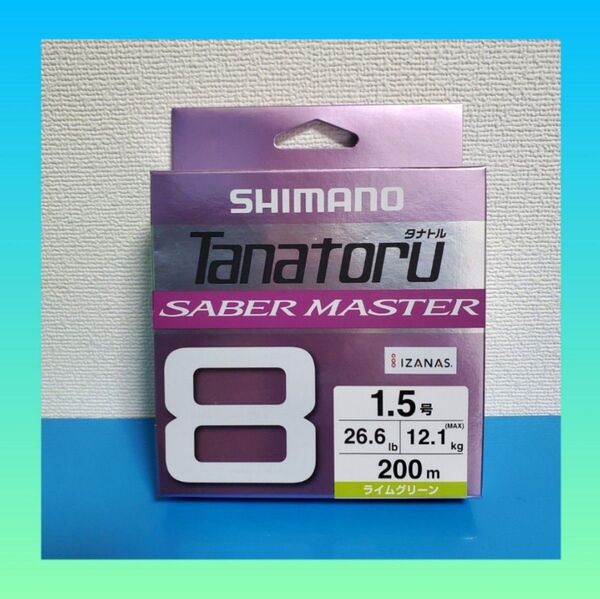 SHIMANO
タナトル
Tanatoru
SABER MASTER
8
IZANAS.
1.5号
26.6lb 12.1kg (MAX)
200m
ライムグリーン